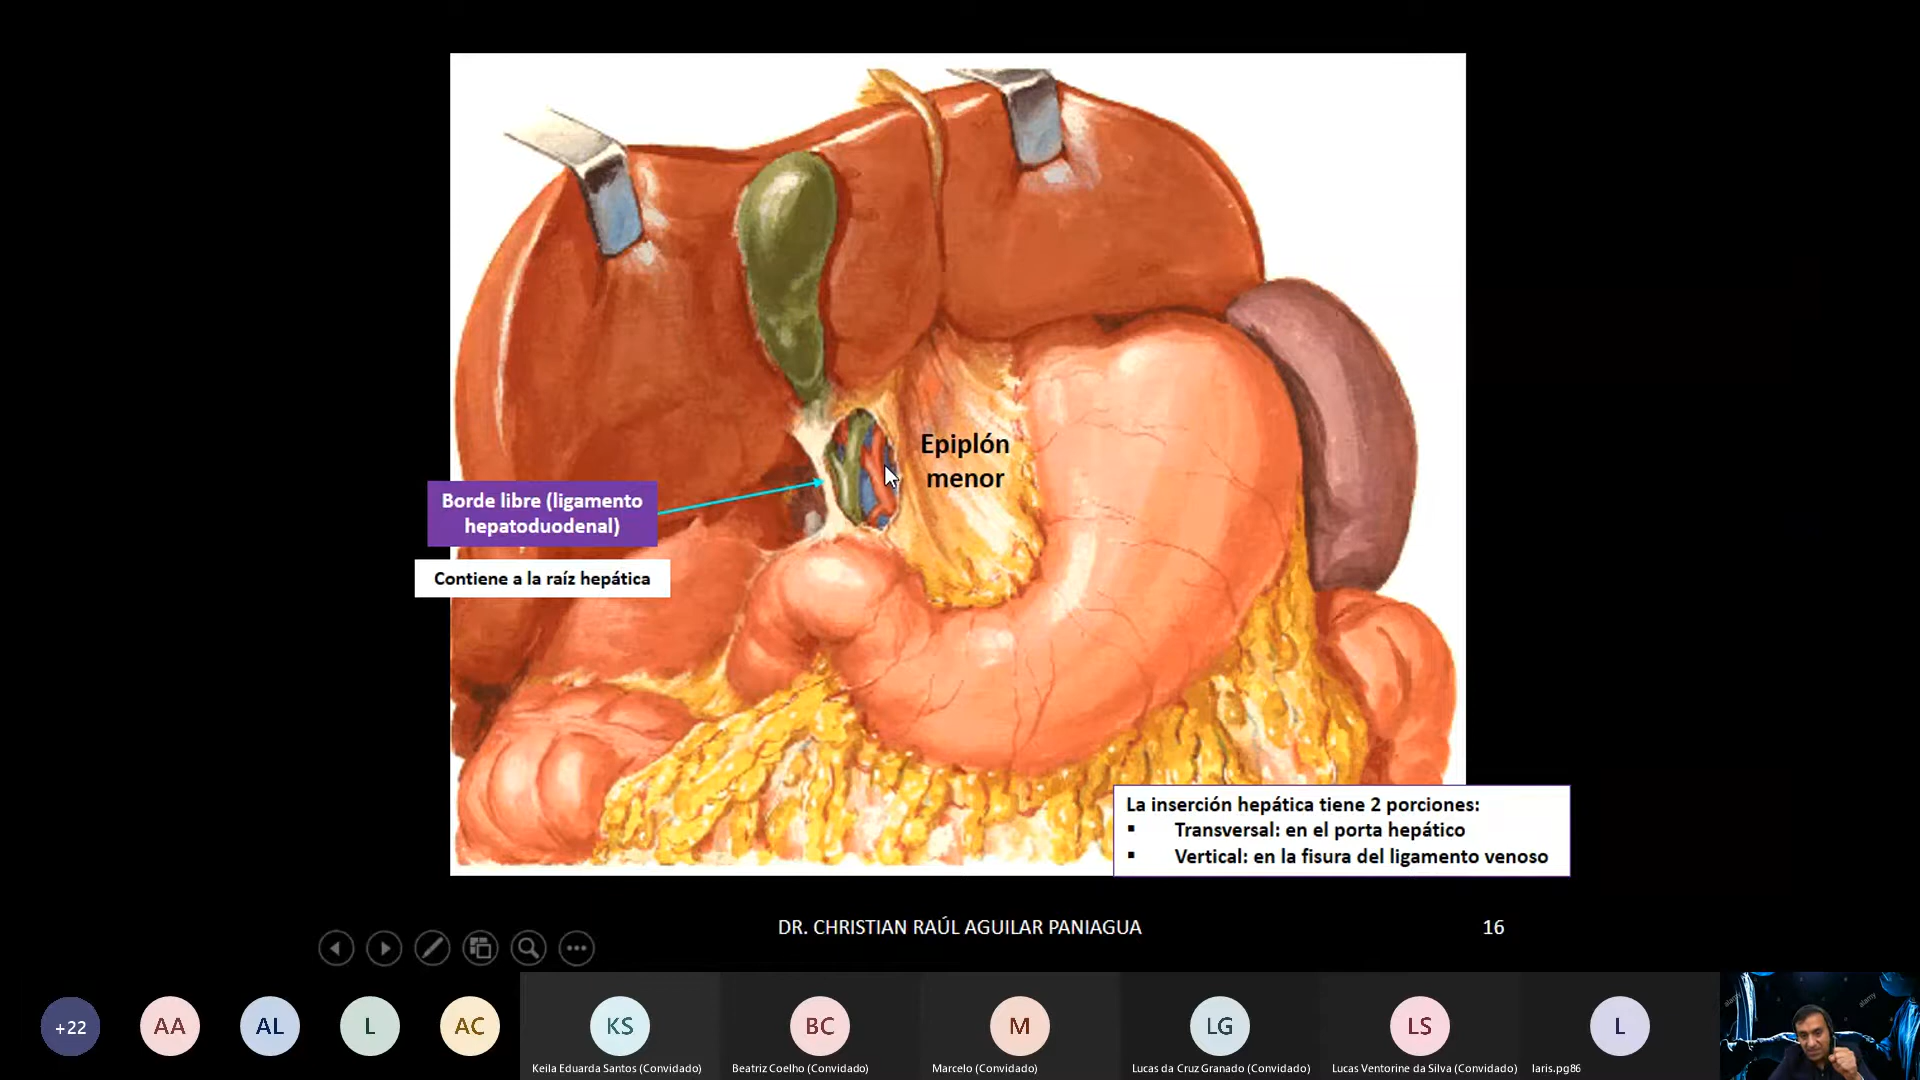 Epiplón
menor
Borde libre (ligamento
hepatoduodenal)
Contiene a la raíz hepática
La inserción hepática tiene 2 porciones:
▪ Transversal: en el porta hepático
▪ Vertical: en la fisura del ligamento venoso
DR. CHRISTIAN RAÚL AGUILAR PANIAGUA
16
+22
AA
AL
L
AC
KS
BC
M
LG
LS
L
Keila Eduarda Santos (Convidado)
Beatriz Coelho (Convidado)
Marcelo (Convidado)
Lucas da Cruz Granado (Convidado)
Lucas Ventorine da Silva (Convidado)
laris.pg86
alamy
alamy